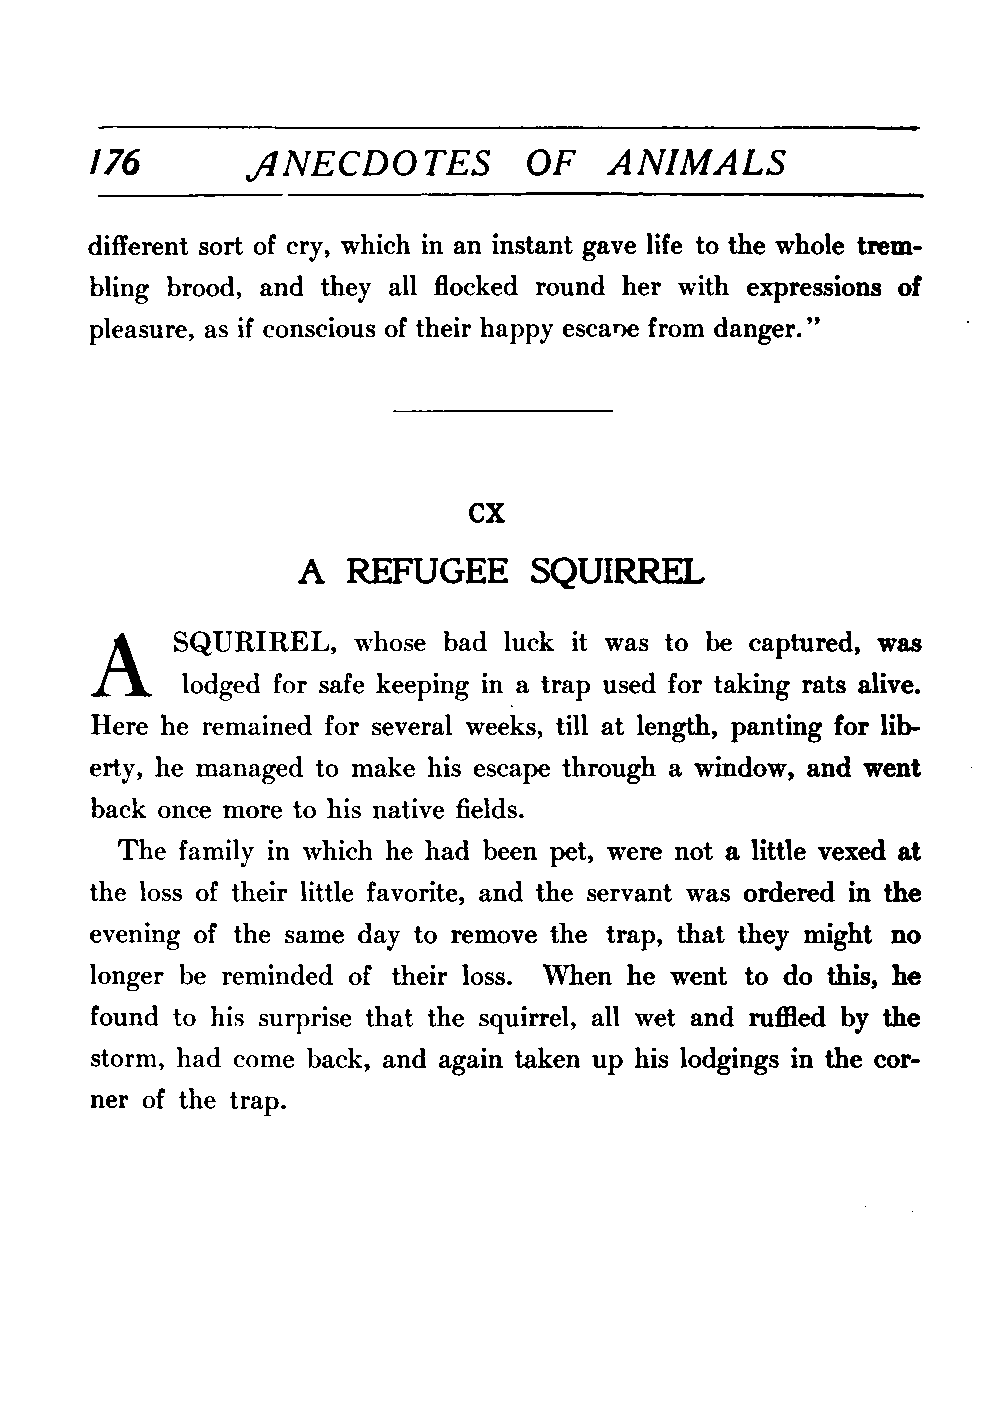 176 ANECDOTES OF ANIMALS
different sort of cry, which in an instant gave life to the whole trem-
bling brood, and they all flocked round her with expressions of
pleasure, as if conscious of their happy escape from danger."
CX
A REFUGEE SQUIRREL
A SQURIREL, whose bad luck it was to be captured, was
lodged for safe keeping in a trap used for taking rats alive.
Here he remained for several weeks, till at length, panting for lib-
erty, he managed to make his escape through a window, and went
back once more to his native fields.
The family in which he had been pet, were not a little vexed at
the loss of their little favorite, and the servant was ordered in the
evening of the same day to remove the trap, that they might no
longer be reminded of their loss. When he went to do this, he
found to his surprise that the squirrel, all wet and ruffled by the
storm, had come back, and again taken up his lodgings in the cor-
ner of the trap.